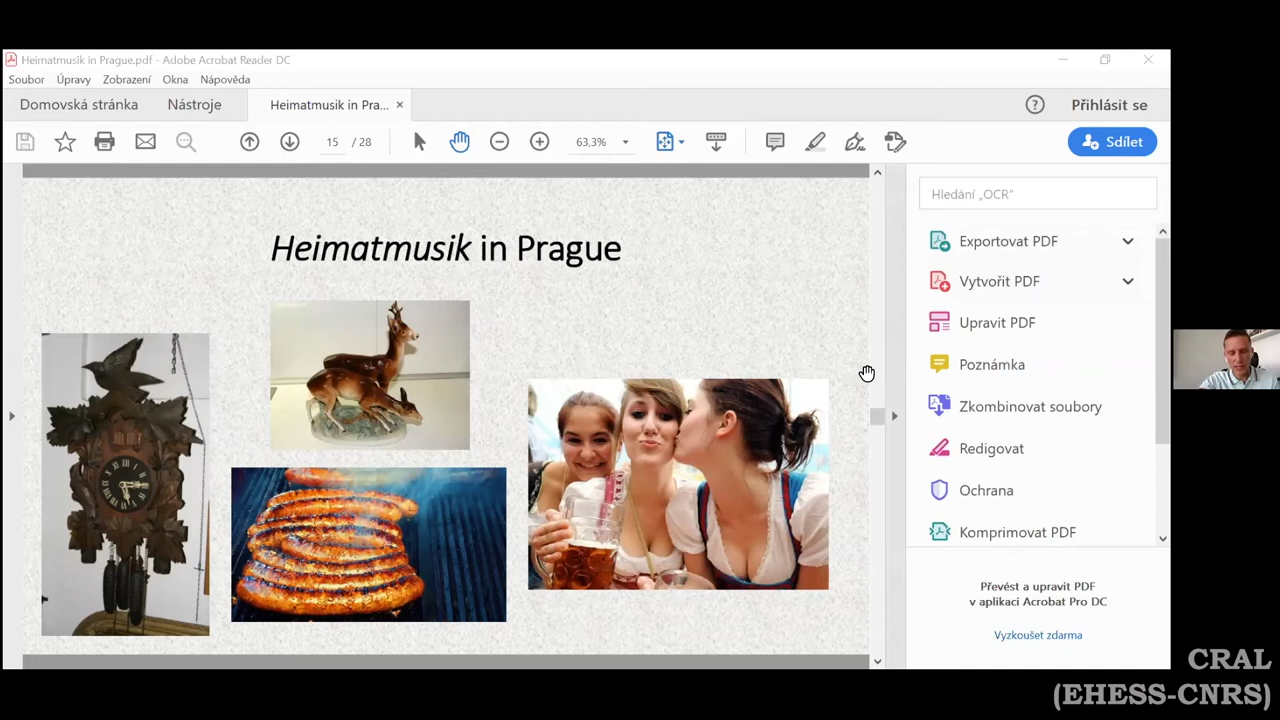 Heimatmusik in Prague.pdf - Adobe Acrobat Reader DC
Soubor Úpravy Zobrazení Okna Nápověda
Domovská stránka Nástroje Heimatmusik in Pra... × Přihlásit se
15 / 28 63,3% Sdílet
Heimatmusik in Prague
Hledání „OCR“
Exportovat PDF
Vytvořit PDF
Upravit PDF
Poznámka
Zkombinovat soubory
Redigovat
Ochrana
Komprimovat PDF
Převést a upravit PDF
v aplikaci Acrobat Pro DC
Vyzkoušet zdarma
CRAL
(EHESS-CNRS)